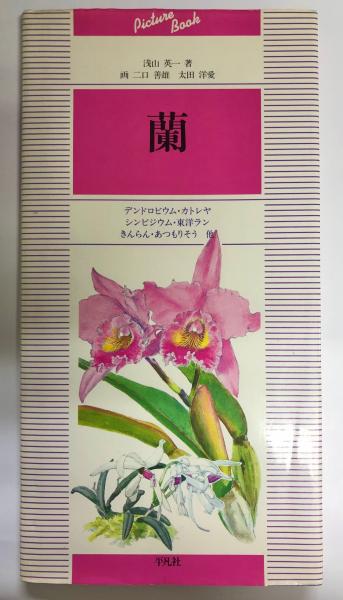 Picture Book
浅山 英一 著
画 二口 善雄 太田 洋愛
蘭
デンドロビウム・カトレヤ
シンビジウム・東洋ラン
きんらん・あつもりそう 他
平凡社